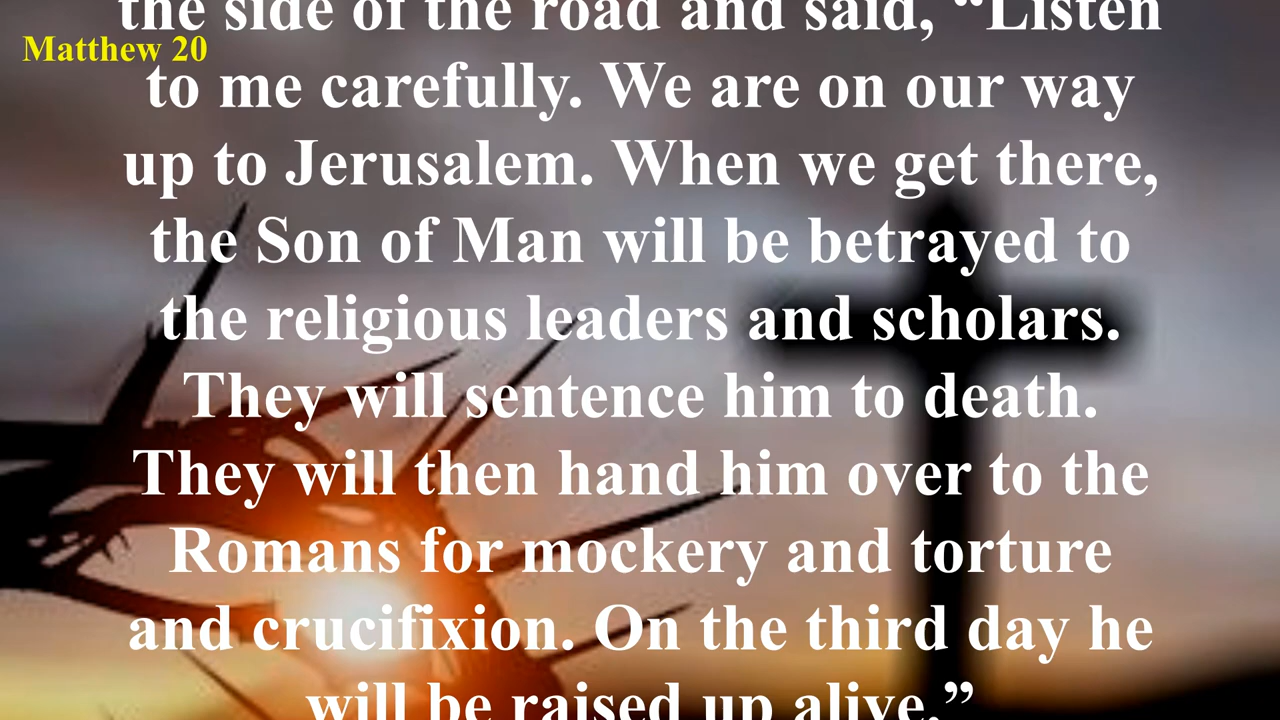 the side of the road and said, “Listen
Matthew 20
to me carefully. We are on our way
up to Jerusalem. When we get there,
the Son of Man will be betrayed to
the religious leaders and scholars.
They will sentence him to death.
They will then hand him over to the
Romans for mockery and torture
and crucifixion. On the third day he
will be raised up alive.”